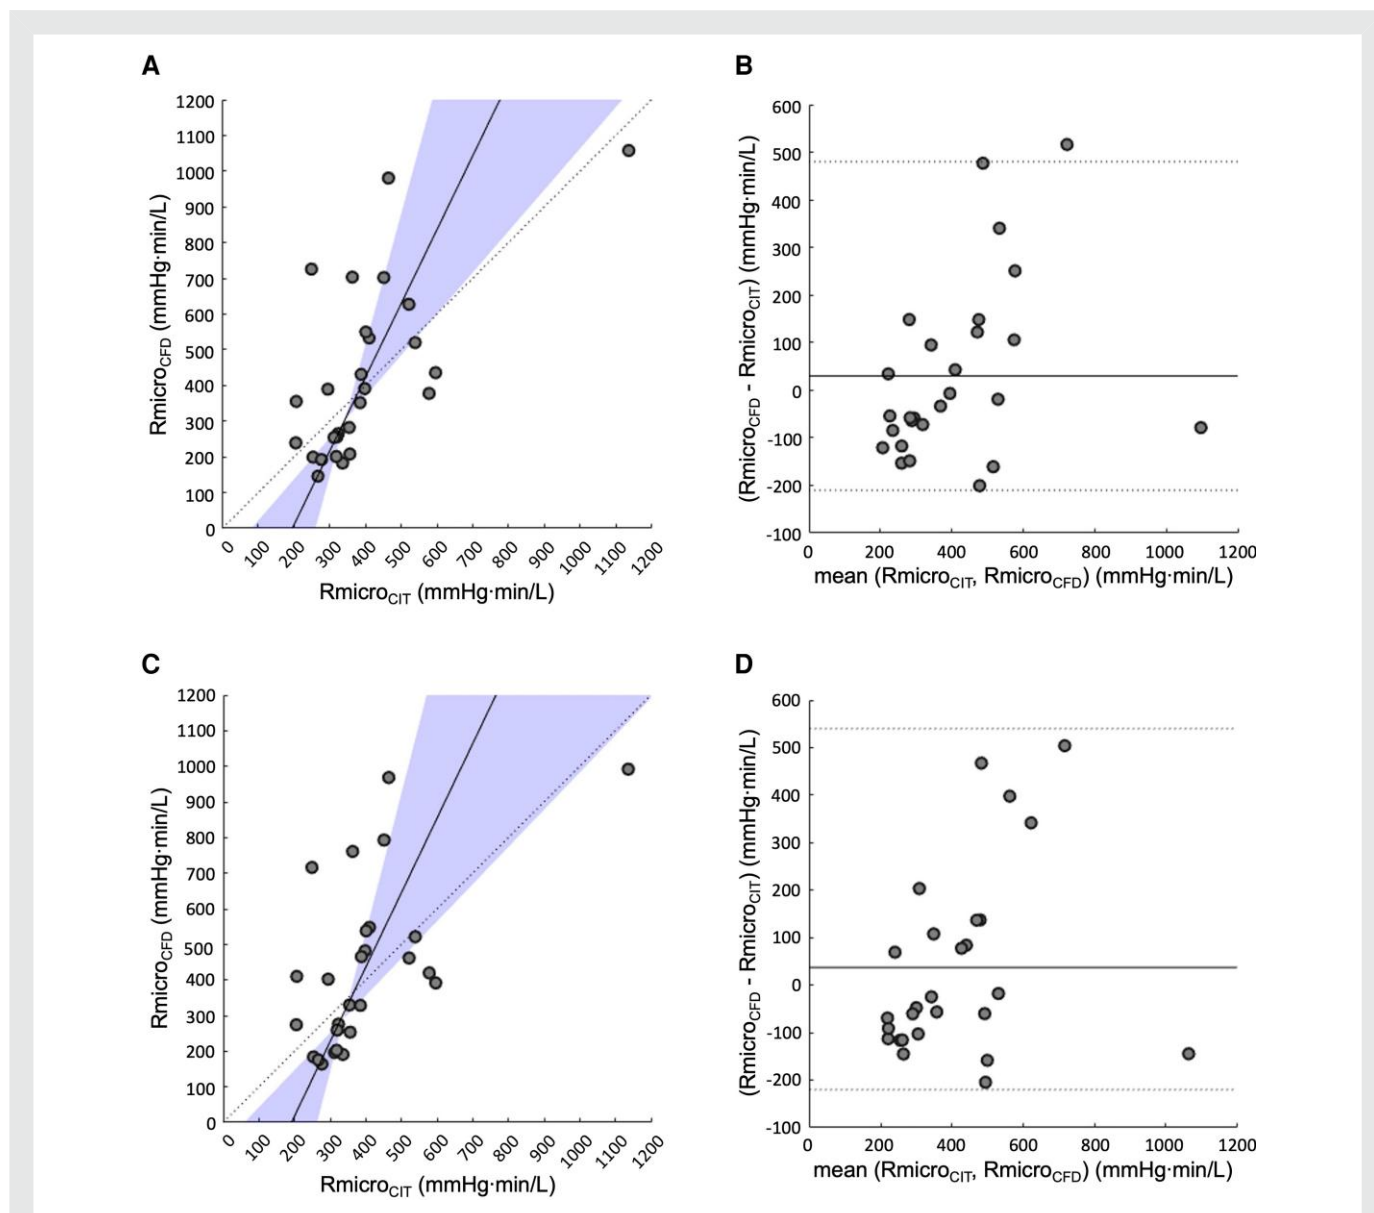 A
1200
1100
1000
900
800
700
600
500
400
300
200
100
0
RmicroCFD (mmHg·min/L)
0 100 200 300 400 500 600 700 800 900 1000 1100 1200
RmicroCIT (mmHg·min/L)
B
600
500
400
300
200
100
0
-100
-200
-100
(RmicroCFD - RmicroCIT) (mmHg·min/L)
0 200 400 600 800 1000 1200
mean (RmicroCIT, RmicroCFD) (mmHg·min/L)
C
1200
1100
1000
900
800
700
600
500
400
300
200
100
0
RmicroCFD (mmHg·min/L)
0 100 200 300 400 500 600 700 800 900 1000 1100 1200
RmicroCIT (mmHg·min/L)
D
600
500
400
300
200
100
0
-100
-200
-100
(RmicroCFD - RmicroCIT) (mmHg·min/L)
0 200 400 600 800 1000 1200
mean (RmicroCIT, RmicroCFD) (mmHg·min/L)